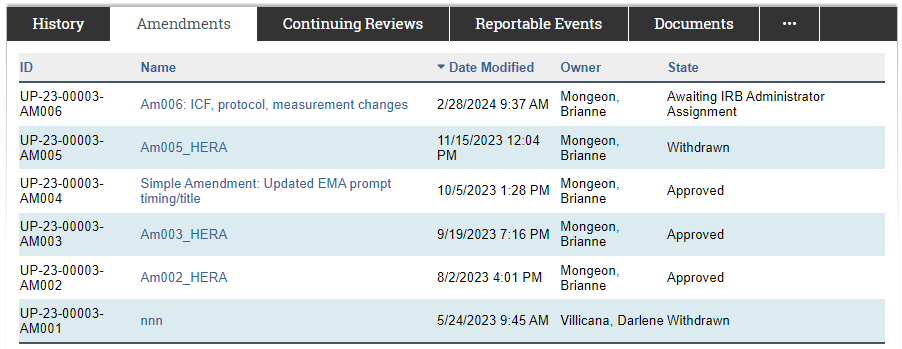 History Amendments Continuing Reviews Reportable Events Documents ···
ID Name Date Modified Owner State
UP-23-00003-
AM006
Am006: ICF, protocol, measurement changes
2/28/2024 9:37 AM
Mongeon,
Brianne
Awaiting IRB Administrator
Assignment
UP-23-00003-
AM005
Am005_HERA
11/15/2023 12:04
PM
Mongeon,
Brianne
Withdrawn
UP-23-00003-
AM004
Simple Amendment: Updated EMA prompt
timing/title
10/5/2023 1:28 PM
Mongeon,
Brianne
Approved
UP-23-00003-
AM003
Am003_HERA
9/19/2023 7:16 PM
Mongeon,
Brianne
Approved
UP-23-00003-
AM002
Am002_HERA
8/2/2023 4:01 PM
Mongeon,
Brianne
Approved
UP-23-00003-
AM001
nnn
5/24/2023 9:45 AM
Villicana, Darlene
Withdrawn